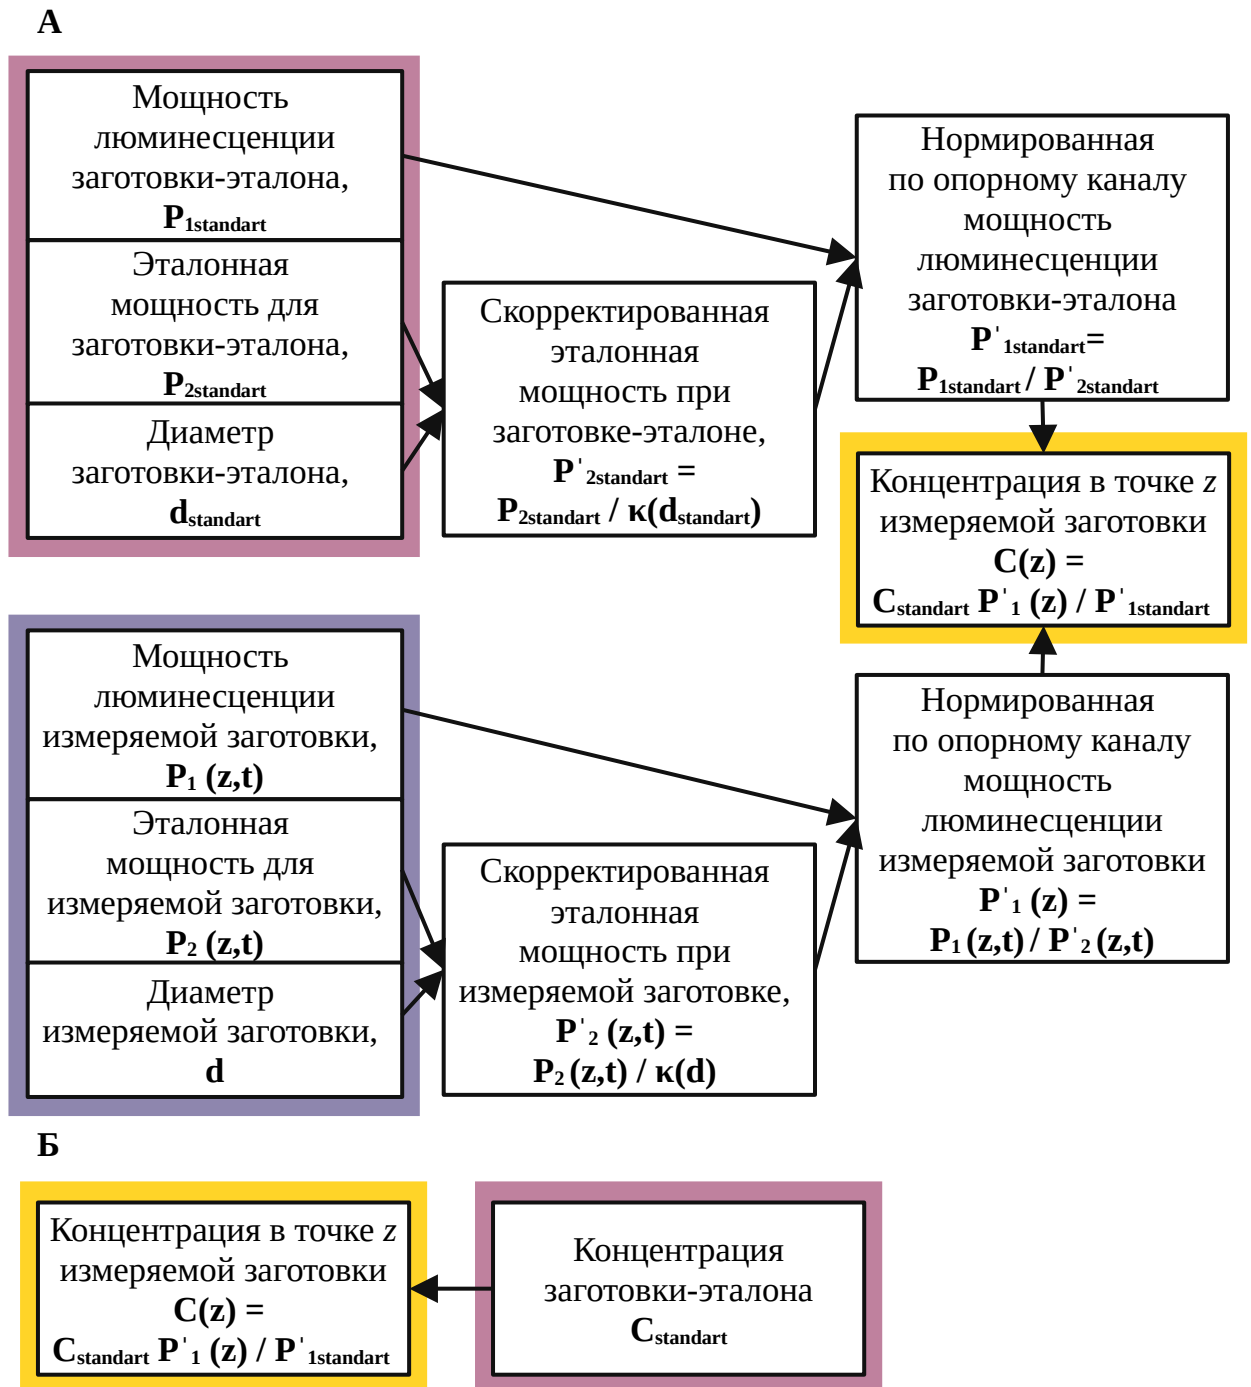 А
Мощность
люминесценции
заготовки-эталона,
P1standart
Эталонная
мощность для
заготовки-эталона,
P2standart
Диаметр
заготовки-эталона,
dstandart
Скорректированная
эталонная
мощность при
заготовке-эталоне,
P'2standart =
P2standart / κ(dstandart)
Нормированная
по опорному каналу
мощность
люминесценции
заготовки-эталона
P'1standart=
P1standart / P'2standart
Концентрация в точке z
измеряемой заготовки
C(z) =
Cstandart P'1 (z) / P'1standart
Мощность
люминесценции
измеряемой заготовки,
P1 (z,t)
Эталонная
мощность для
измеряемой заготовки,
P2 (z,t)
Диаметр
измеряемой заготовки,
d
Скорректированная
эталонная
мощность при
измеряемой заготовке,
P'2 (z,t) =
P2 (z,t) / κ(d)
Нормированная
по опорному каналу
мощность
люминесценции
измеряемой заготовки
P'1 (z) =
P1 (z,t) / P'2 (z,t)
Б
Концентрация в точке z
измеряемой заготовки
C(z) =
Cstandart P'1 (z) / P'1standart
Концентрация
заготовки-эталона
Cstandart